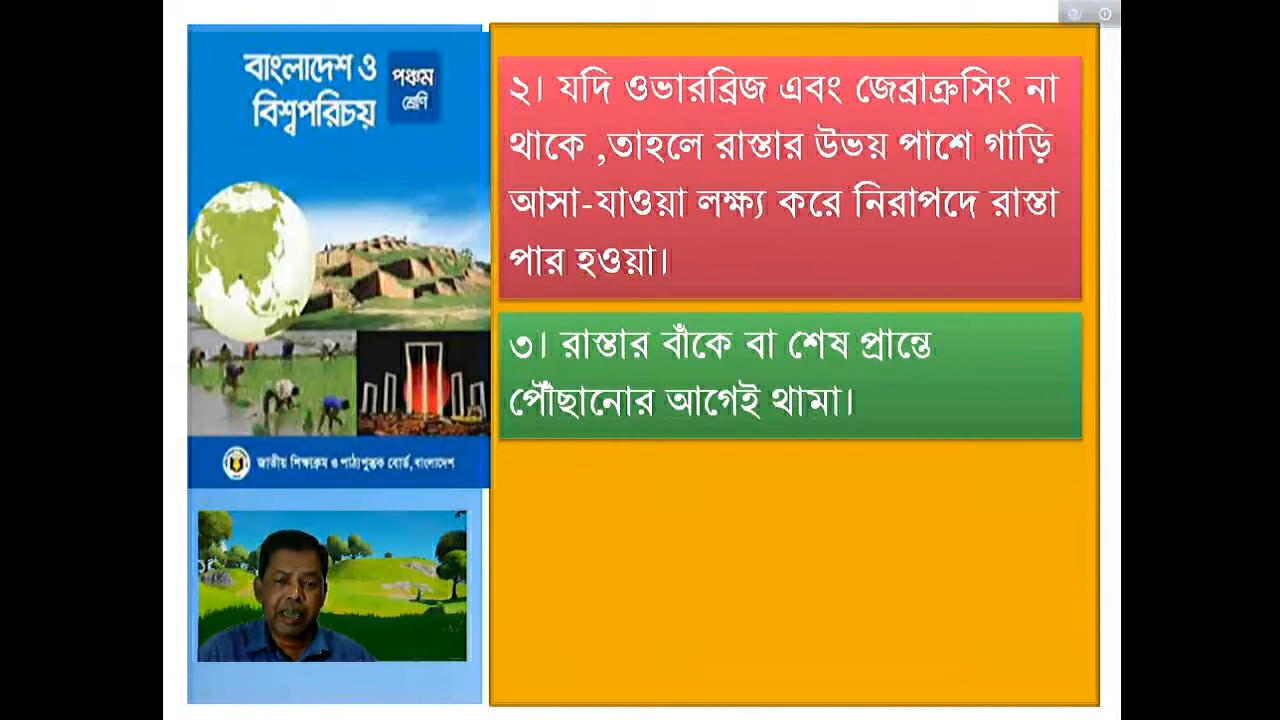 বাংলাদেশ ও
বিশ্বপরিচয়
পঞ্চম
শ্রেণি
জাতীয় শিক্ষাক্রম ও পাঠ্যপুস্তক বোর্ড, বাংলাদেশ
২। যদি ওভারব্রিজ এবং জেব্রাক্রসিং না
থাকে ,তাহলে রাস্তার উভয় পাশে গাড়ি
আসা-যাওয়া লক্ষ্য করে নিরাপদে রাস্তা
পার হওয়া।
৩। রাস্তার বাঁকে বা শেষ প্রান্তে
পৌঁছানোর আগেই থামা।